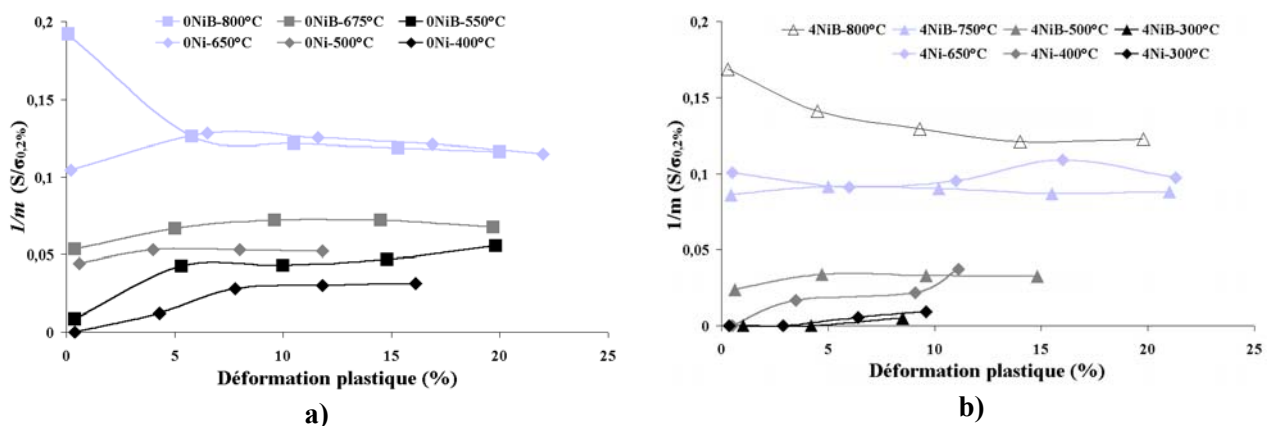 0NiB-800°C 0NiB-675°C 0NiB-550°C
0Ni-650°C 0Ni-500°C 0Ni-400°C
0,2
0,15
0,1
0,05
0
1/m (S/σ0,2%)
0 5 10 15 20 25
Déformation plastique (%)
a)
4NiB-800°C 4NiB-750°C 4NiB-500°C 4NiB-300°C
4Ni-650°C 4Ni-400°C 4Ni-300°C
0,2
0,15
0,1
0,05
0
1/m (S/σ0,2%)
0 5 10 15 20 25
Déformation plastique (%)
b)